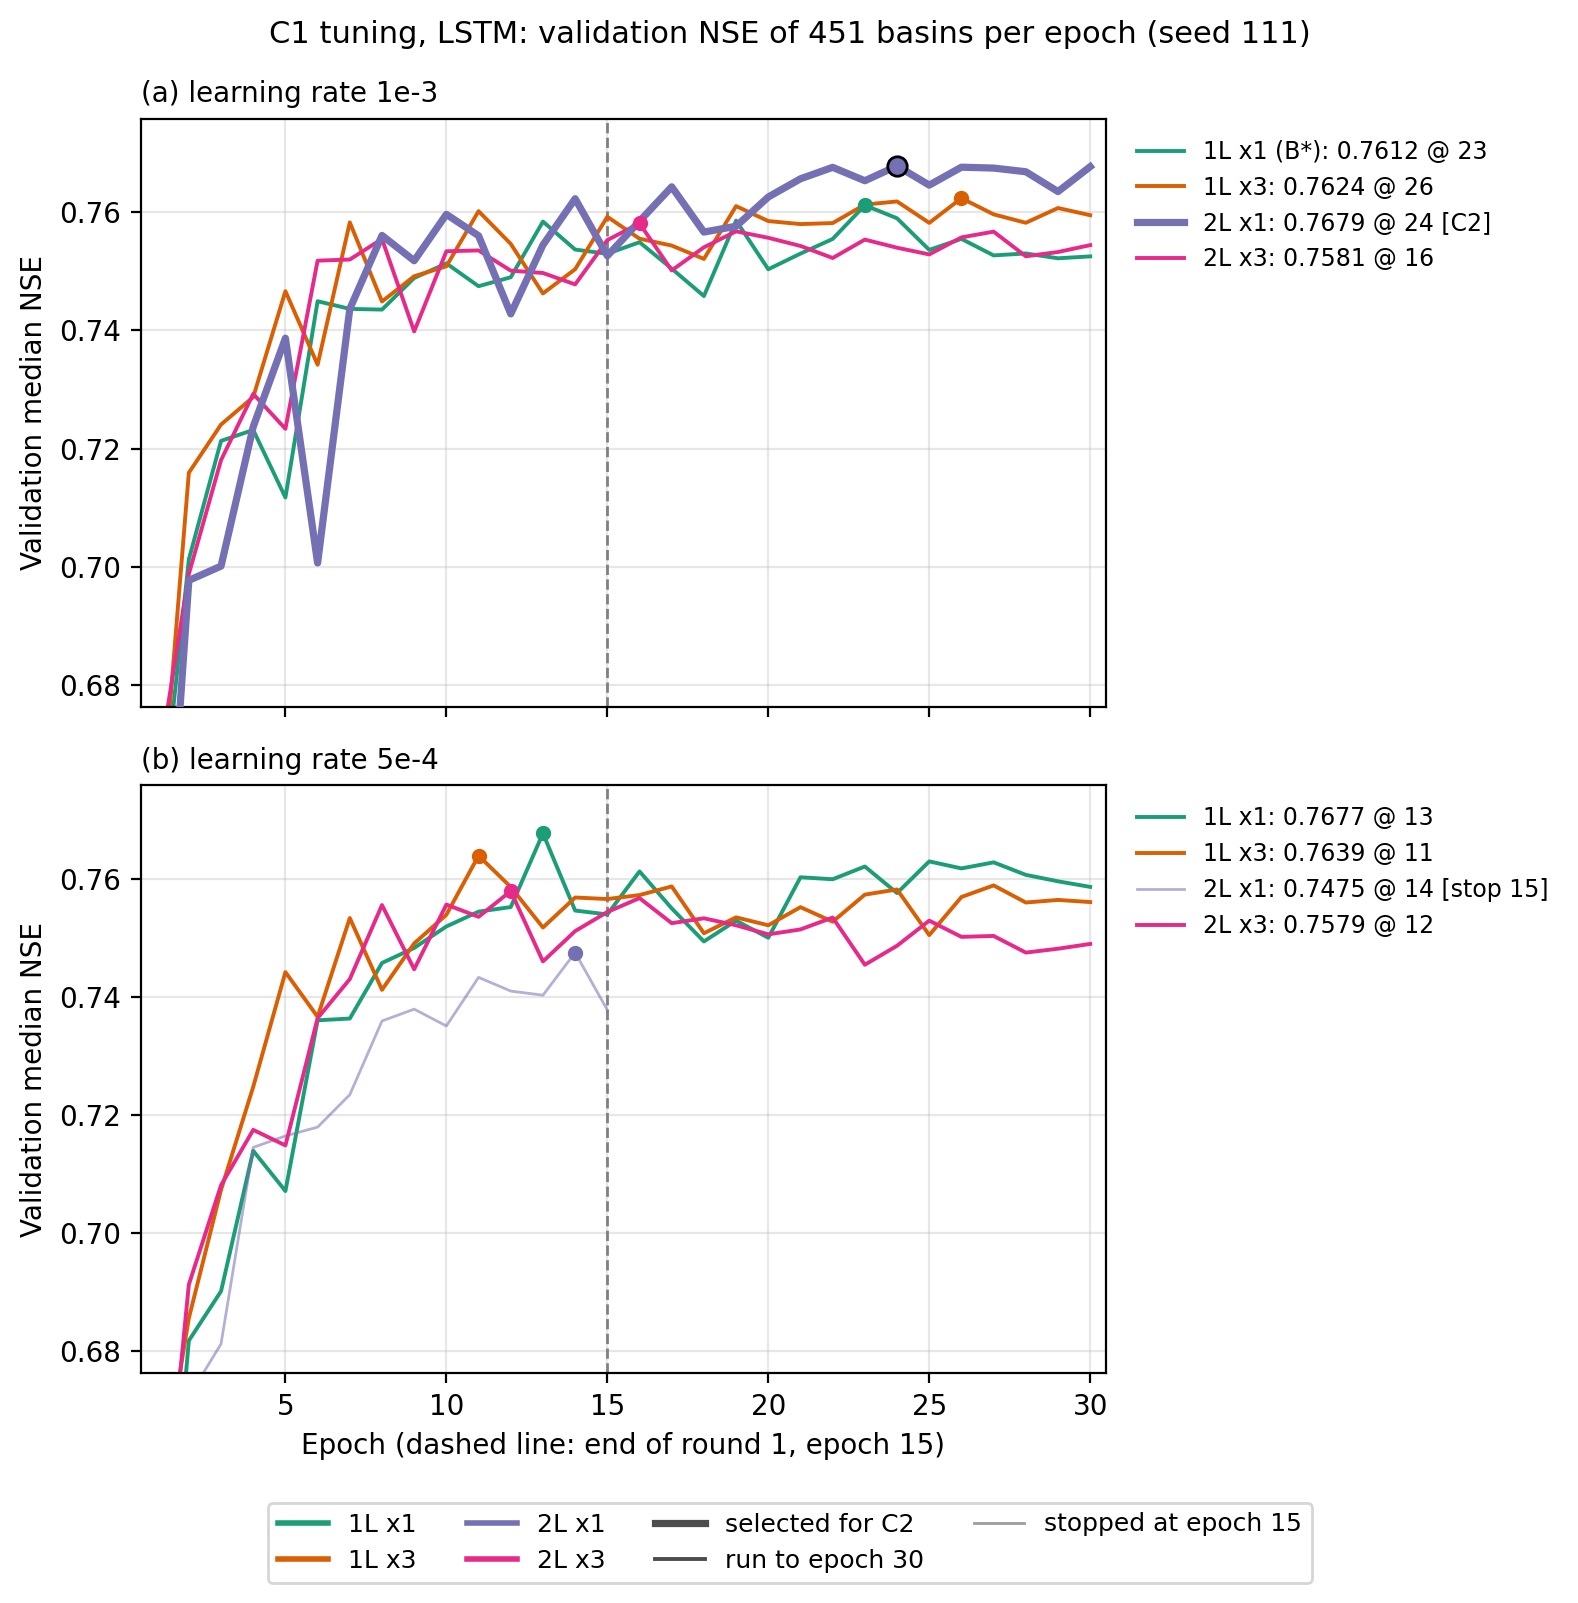 C1 tuning, LSTM: validation NSE of 451 basins per epoch (seed 111)
(a) learning rate 1e-3
Validation median NSE
0.76
0.74
0.72
0.70
0.68
1L x1 (B*): 0.7612 @ 23
1L x3: 0.7624 @ 26
2L x1: 0.7679 @ 24 [C2]
2L x3: 0.7581 @ 16
(b) learning rate 5e-4
Validation median NSE
0.76
0.74
0.72
0.70
0.68
5 10 15 20 25 30
Epoch (dashed line: end of round 1, epoch 15)
1L x1: 0.7677 @ 13
1L x3: 0.7639 @ 11
2L x1: 0.7475 @ 14 [stop 15]
2L x3: 0.7579 @ 12
1L x1 2L x1 selected for C2 stopped at epoch 15
1L x3 2L x3 run to epoch 30